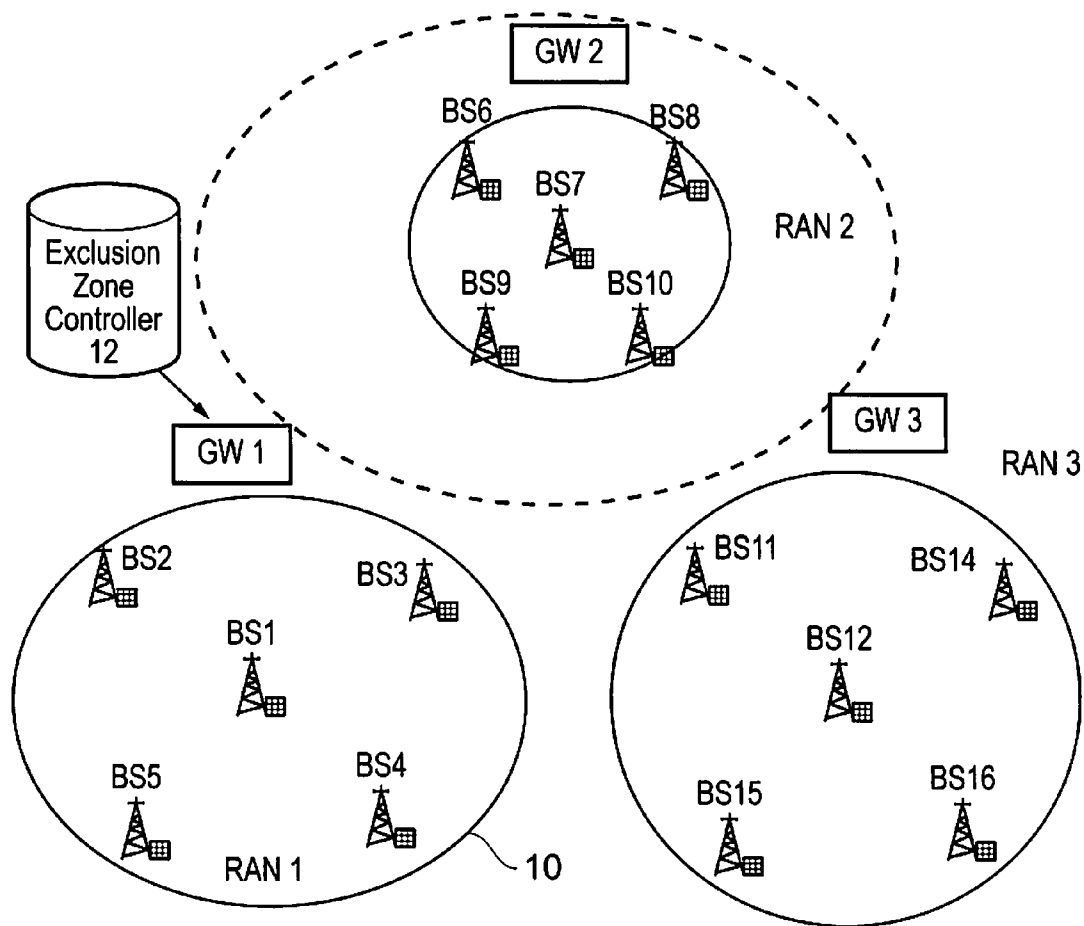 GW 2
BS6
BS8
BS7
RAN 2
Exclusion
Zone
Controller
12
BS9
BS10
GW 1
GW 3
RAN 3
BS2
BS3
BS11
BS14
BS1
BS12
BS5
BS4
BS15
BS16
RAN 1
10